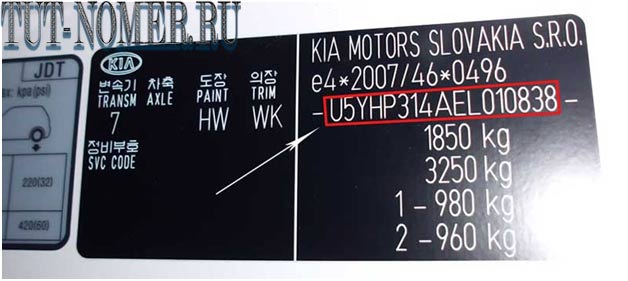 TUT-NOMER.RU
JDT
kpa(psi)
220(32)
420(60)
KIA
변속기 차축 도장 의장
TRANSM AXLE PAINT TRIM
7 HW WK
정비부호
SVC CODE
KIA MOTORS SLOVAKIA S.R.O.
e4*2007/46*0496
-U5YHP314AEL010838-
1850 kg
3250 kg
1-980 kg
2-960 kg